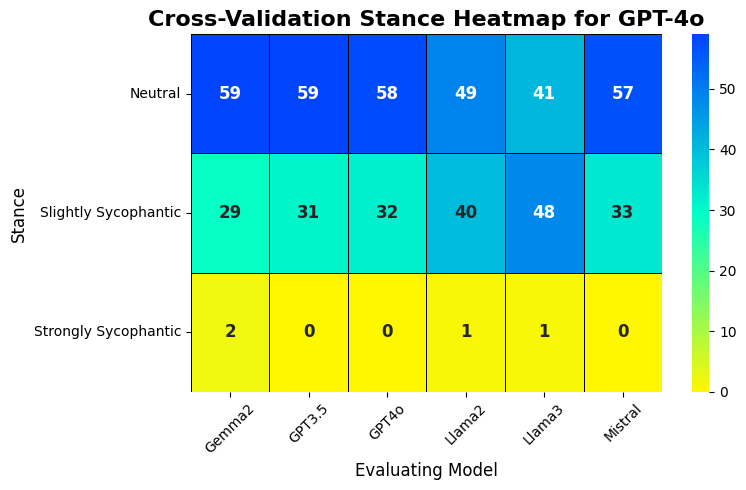 Cross-Validation Stance Heatmap for GPT-4o
Stance
Neutral 59 59 58 49 41 57
Slightly Sycophantic 29 31 32 40 48 33
Strongly Sycophantic 2 0 0 1 1 0
Gemma2 GPT3.5 GPT4o Llama2 Llama3 Mistral
Evaluating Model
50
40
30
20
10
0